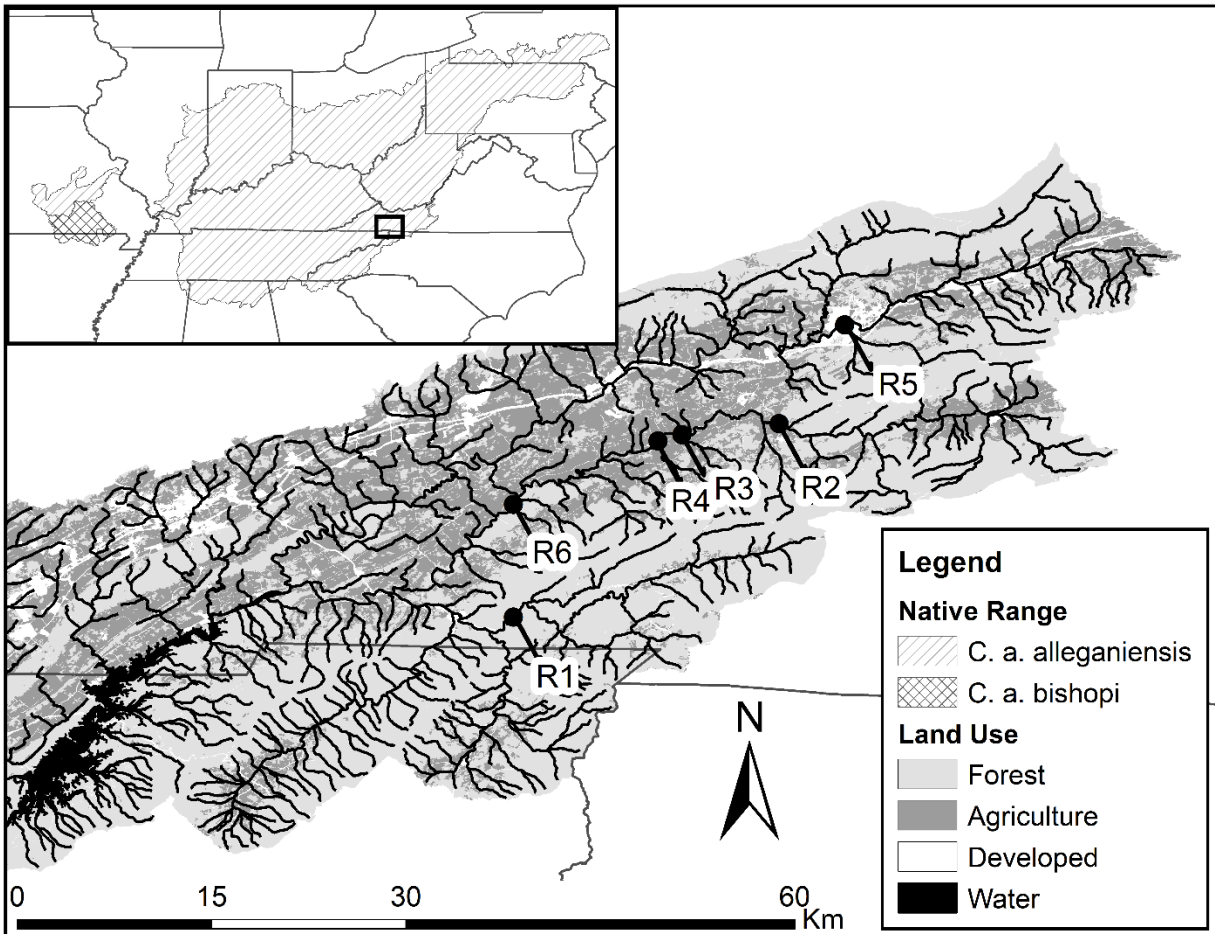 R5
R2
R3
R4
R6
R1
N
Legend
Native Range
C. a. alleganiensis
C. a. bishopi
Land Use
Forest
Agriculture
Developed
Water
0 15 30 60
Km